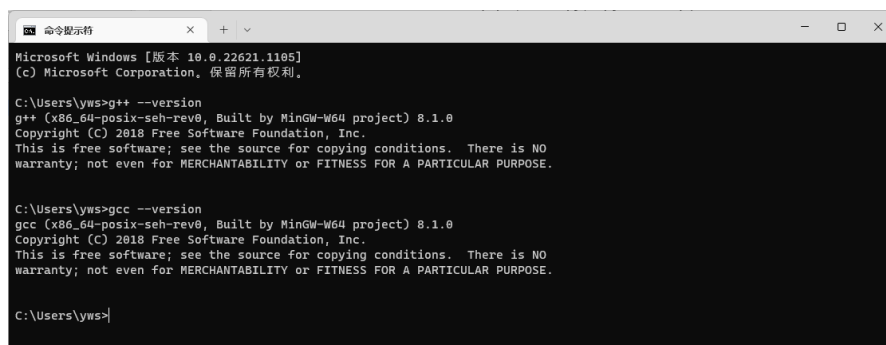 命令提示符
Microsoft Windows [版本 10.0.22621.1105]
(c) Microsoft Corporation。保留所有权利。
C:\Users\yws>g++ --version
g++ (x86_64-posix-seh-rev0, Built by MinGW-W64 project) 8.1.0
Copyright (C) 2018 Free Software Foundation, Inc.
This is free software; see the source for copying conditions.  There is NO
warranty; not even for MERCHANTABILITY or FITNESS FOR A PARTICULAR PURPOSE.
C:\Users\yws>gcc --version
gcc (x86_64-posix-seh-rev0, Built by MinGW-W64 project) 8.1.0
Copyright (C) 2018 Free Software Foundation, Inc.
This is free software; see the source for copying conditions.  There is NO
warranty; not even for MERCHANTABILITY or FITNESS FOR A PARTICULAR PURPOSE.
C:\Users\yws>